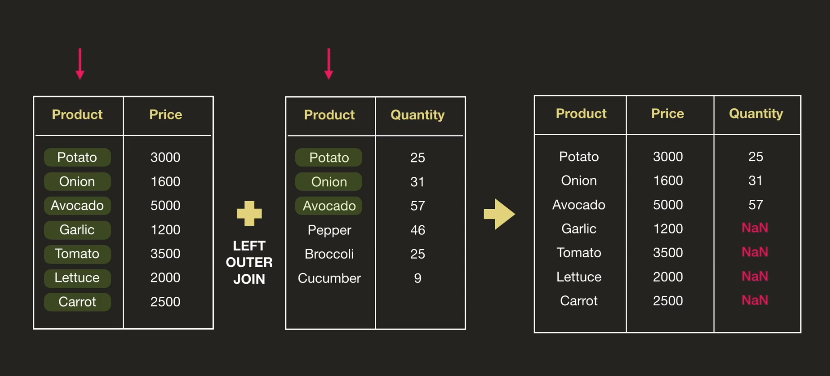 Product Price
Potato 3000
Onion 1600
Avocado 5000
Garlic 1200
Tomato 3500
Lettuce 2000
Carrot 2500
LEFT
OUTER
JOIN
Product Quantity
Potato 25
Onion 31
Avocado 57
Pepper 46
Broccoli 25
Cucumber 9
Product Price Quantity
Potato 3000 25
Onion 1600 31
Avocado 5000 57
Garlic 1200 NaN
Tomato 3500 NaN
Lettuce 2000 NaN
Carrot 2500 NaN